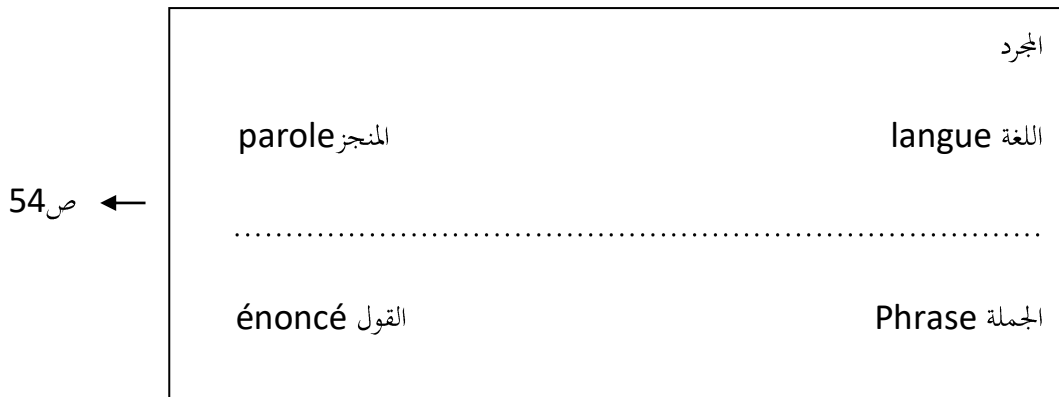 المجرد
اللغة langue المنجز parole
ص54
........................................................................
الجملة Phrase القول énoncé